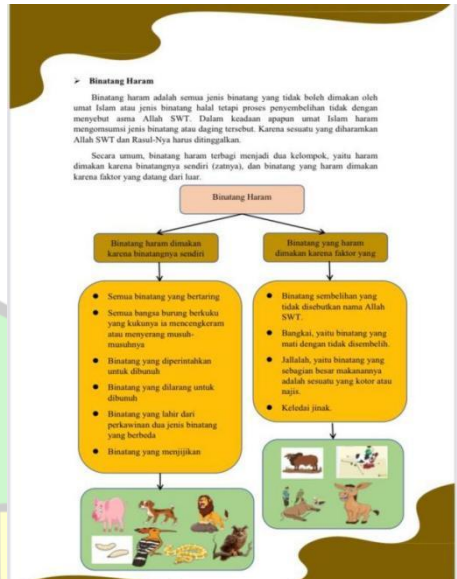 ➢ Binatang Haram
Binatang haram adalah semua jenis binatang yang tidak boleh dimakan oleh
umat Islam atau jenis binatang halal tetapi proses penyembelihan tidak dengan
menyebut asma Allah SWT. Dalam keadaan apapun umat Islam haram
mengomsumsi jenis binatang atau daging tersebut. Karena sesuatu yang diharamkan
Allah SWT dan Rasul-Nya harus ditinggalkan.
Secara umum, binatang haram terbagi menjadi dua kelompok, yaitu haram
dimakan karena binatangnya sendiri (zatnya), dan binatang yang haram dimakan
karena faktor yang datang dari luar.
Binatang Haram
Binatang haram dimakan
karena binatangnya sendiri
● Semua binatang yang bertaring
● Semua bangsa burung berkuku
yang kukunya ia mencengkeram
atau menyerang musuh-
musuhnya
● Binatang yang diperintahkan
untuk dibunuh
● Binatang yang dilarang untuk
dibunuh
● Binatang yang lahir dari
perkawinan dua jenis binatang
yang berbeda
● Binatang yang menjijikan
Binatang yang haram
dimakan karena faktor yang
● Binatang sembelihan yang
tidak disebutkan nama Allah
SWT.
● Bangkai, yaitu binatang yang
mati dengan tidak disembelih.
● Jallalah, yaitu binatang yang
sebagian besar makanannya
adalah sesuatu yang kotor atau
najis.
● Keledai jinak.